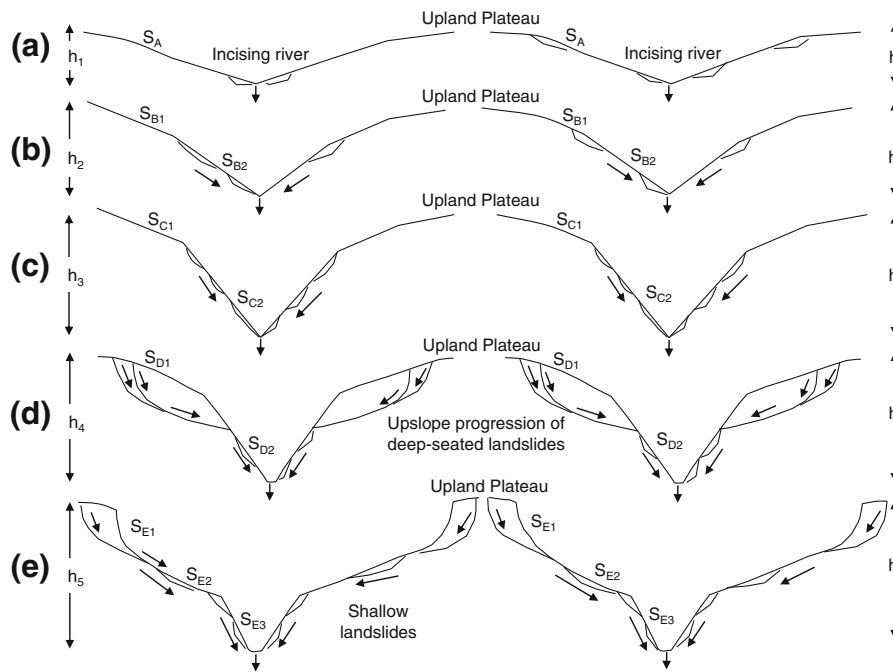 Upland Plateau
(a)
h1
SA
Incising river
SA
Incising river
h
Upland Plateau
(b)
h2
SB1
SB2
SB1
SB2
h
Upland Plateau
(c)
h3
SC1
SC2
SC1
SC2
h
Upland Plateau
(d)
h4
SD1
SD2
Upslope progression of
deep-seated landslides
SD1
SD2
h
Upland Plateau
(e)
h5
SE1
SE2
SE3
Shallow
landslides
SE1
SE2
SE3
h